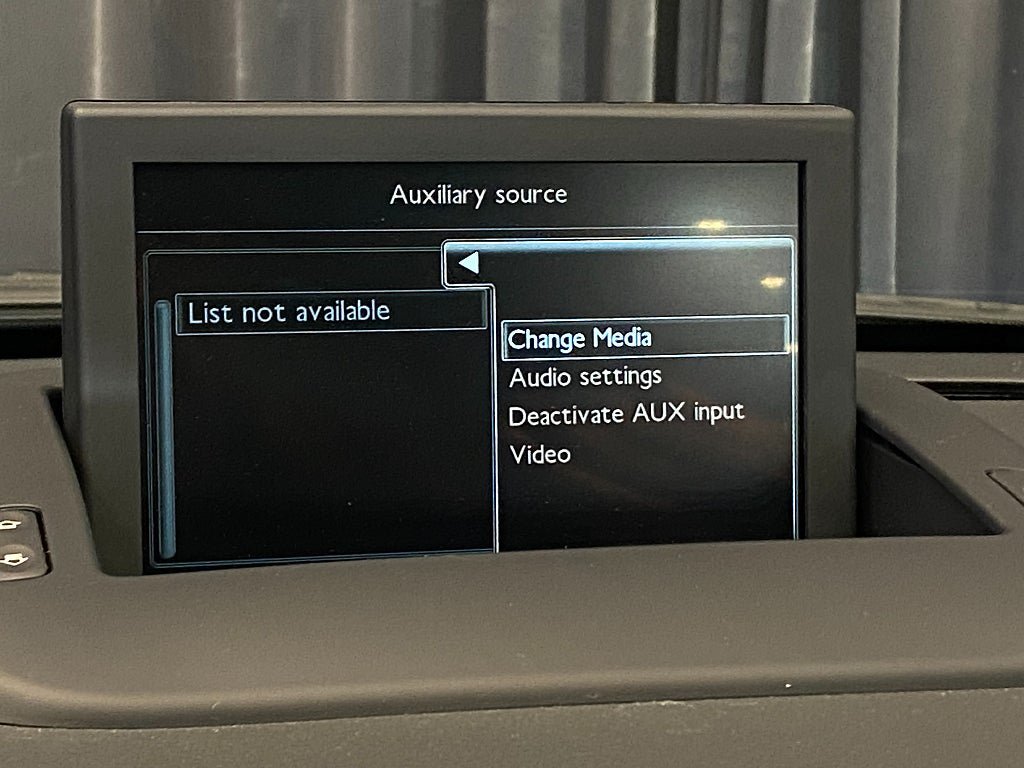 Auxiliary source
List not available
Change Media
Audio settings
Deactivate AUX input
Video